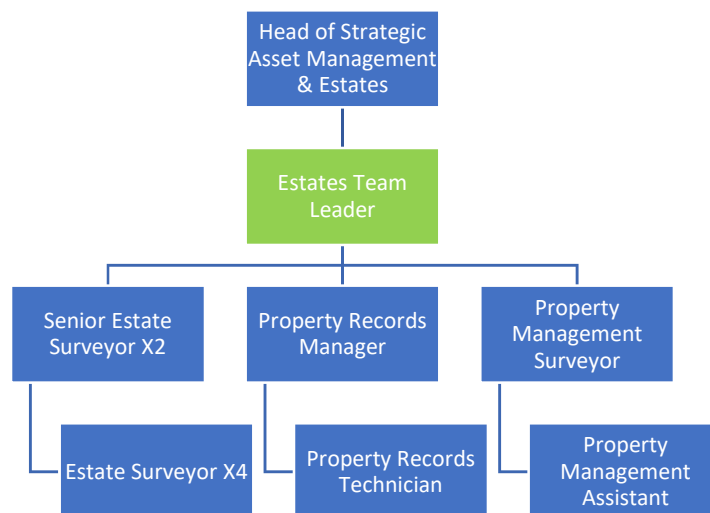 Head of Strategic
Asset Management
& Estates
Estates Team
Leader
Senior Estate
Surveyor X2
Property Records
Manager
Property
Management
Surveyor
Estate Surveyor X4
Property Records
Technician
Property
Management
Assistant